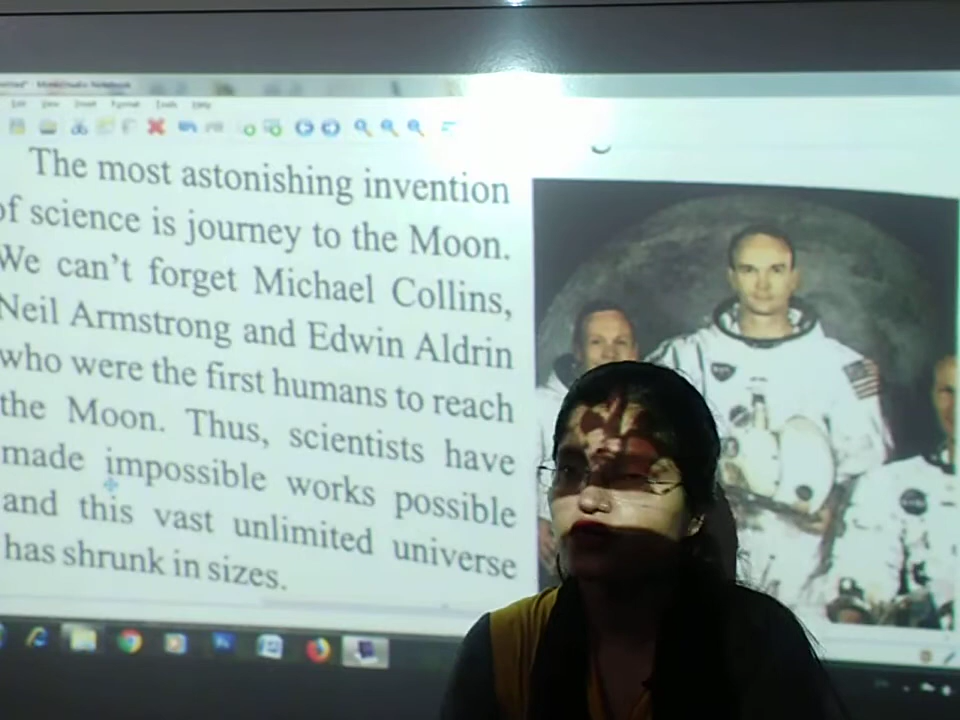 The most astonishing invention
of science is journey to the Moon.
We can't forget Michael Collins,
Neil Armstrong and Edwin Aldrin
who were the first humans to reach
the Moon. Thus, scientists have
made impossible works possible
and this vast unlimited universe
has shrunk in sizes.